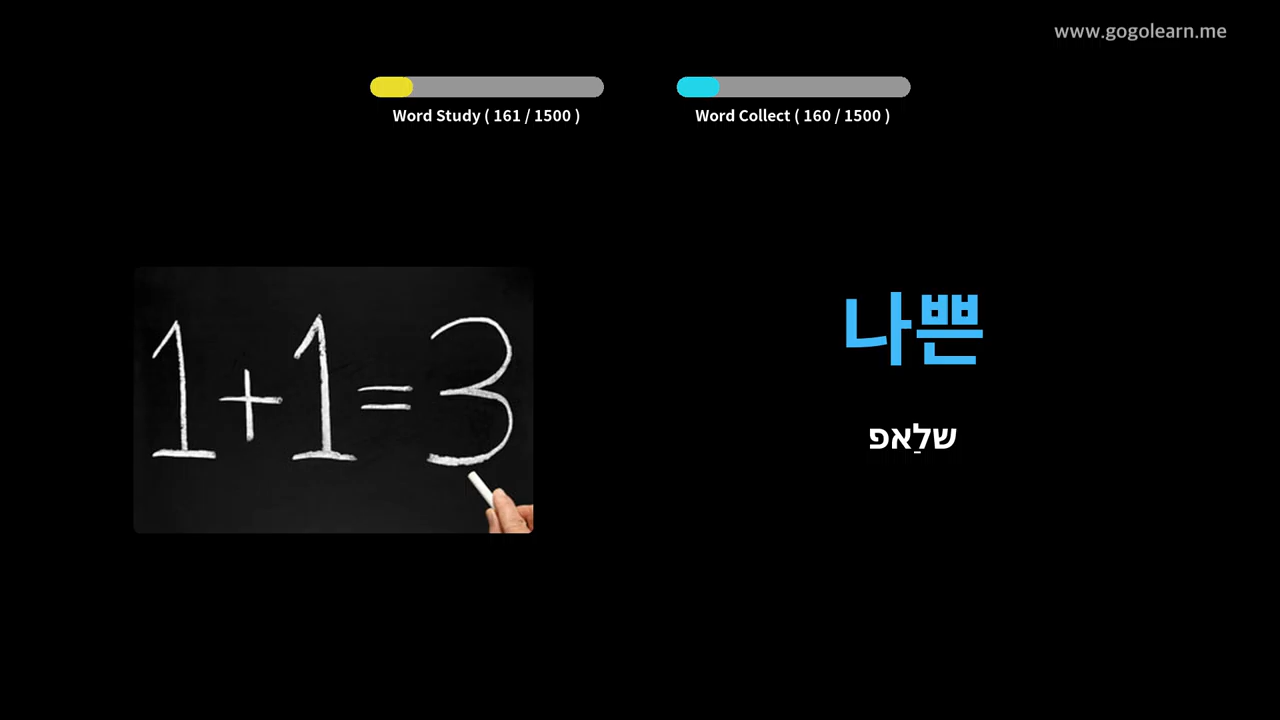 www.gogolearn.me
Word Study ( 161 / 1500 )
Word Collect ( 160 / 1500 )
1+1=3
나쁜
שלַאפ